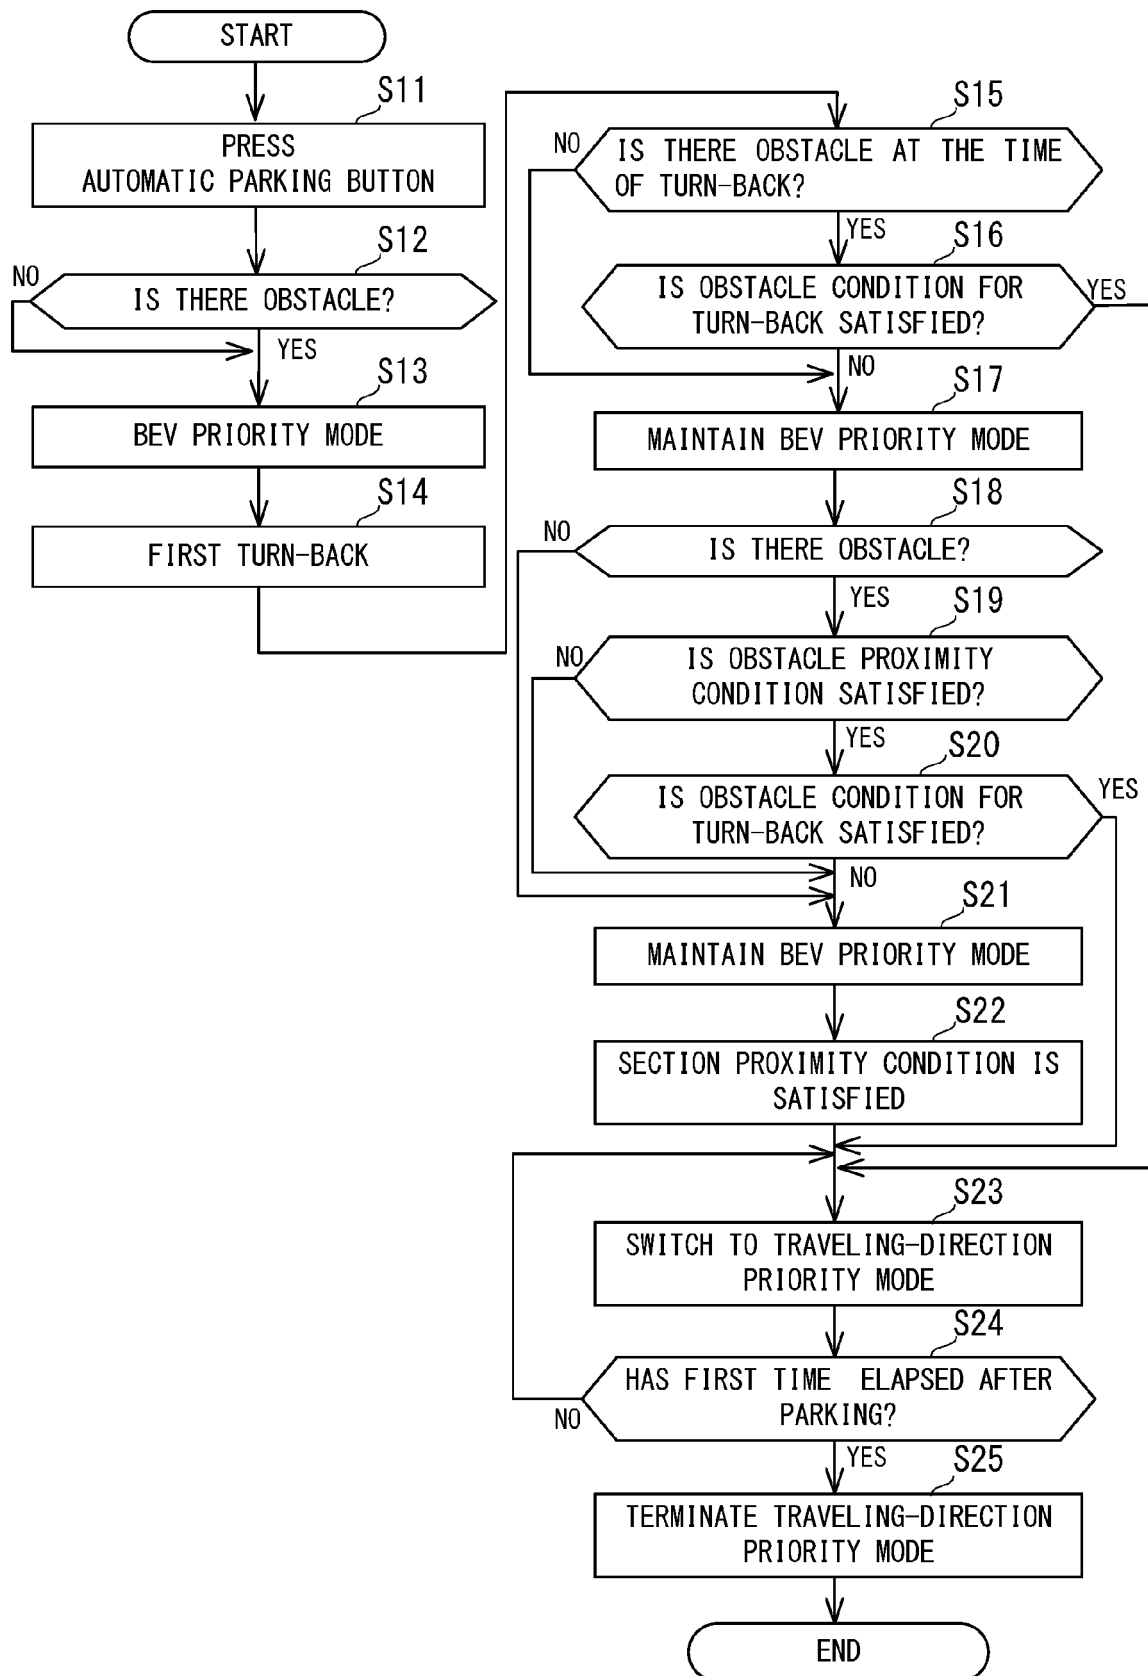 START
S11
PRESS
AUTOMATIC PARKING BUTTON
S12
NO
IS THERE OBSTACLE?
YES
S13
BEV PRIORITY MODE
S14
FIRST TURN-BACK
S15
NO
IS THERE OBSTACLE AT THE TIME
OF TURN-BACK?
YES
S16
IS OBSTACLE CONDITION FOR
TURN-BACK SATISFIED?
YES
NO
S17
MAINTAIN BEV PRIORITY MODE
S18
NO
IS THERE OBSTACLE?
YES
S19
NO
IS OBSTACLE PROXIMITY
CONDITION SATISFIED?
YES
S20
IS OBSTACLE CONDITION FOR
TURN-BACK SATISFIED?
YES
NO
S21
MAINTAIN BEV PRIORITY MODE
S22
SECTION PROXIMITY CONDITION IS
SATISFIED
S23
SWITCH TO TRAVELING-DIRECTION
PRIORITY MODE
S24
HAS FIRST TIME ELAPSED AFTER
PARKING?
NO
YES
S25
TERMINATE TRAVELING-DIRECTION
PRIORITY MODE
END